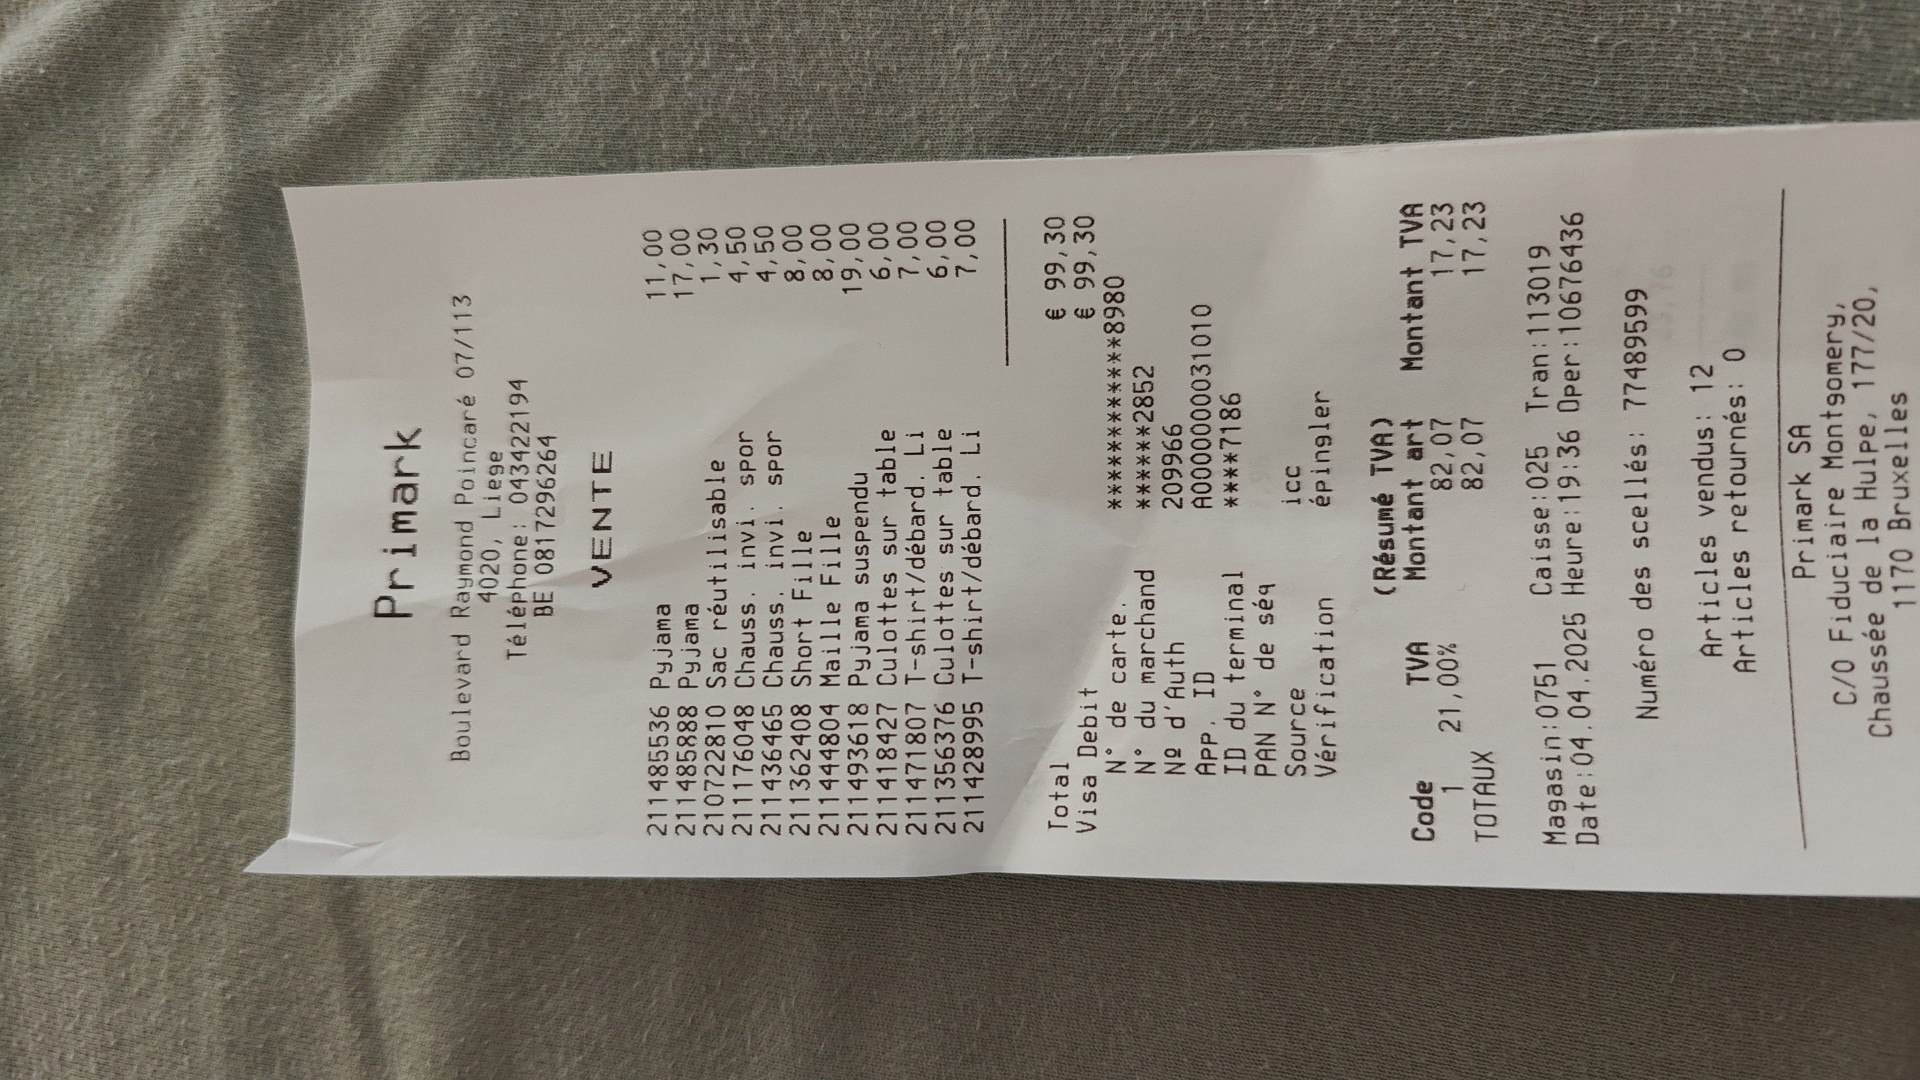 Primark
Boulevard Raymond Poincaré 07/113
4020, Liege
Téléphone: 043422194
BE 0817296264
VENTE
211485536 Pyjama 11,00
211485888 Pyjama 17,00
210722810 Sac réutilisable 1,30
211176048 Chauss. invi. spor 4,50
211436465 Chauss. invi. spor 4,50
211362408 Short Fille 8,00
211444804 Maille Fille 8,00
211493618 Pyjama suspendu 19,00
211418427 Culottes sur table 6,00
211471807 T-shirt/débard. Li 7,00
211356376 Culottes sur table 6,00
211428995 T-shirt/débard. Li 7,00
Total € 99,30
Visa Debit € 99,30
N° de carte. ************8980
N° du marchand ******2852
Nº d'Auth 209966
App. ID A0000000031010
ID du terminal ****7186
PAN N° de séq
Source icc
Vérification épingler
(Résumé TVA)
Code TVA Montant art Montant TVA
1 21,00% 82,07 17,23
TOTAUX 82,07 17,23
Magasin:0751 Caisse:025 Tran:113019
Date:04.04.2025 Heure:19:36 Oper:10676436
Numéro des scellés: 77489599
Articles vendus: 12
Articles retournés: 0
Primark SA
C/O Fiduciaire Montgomery,
Chaussée de la Hulpe, 177/20,
1170 Bruxelles